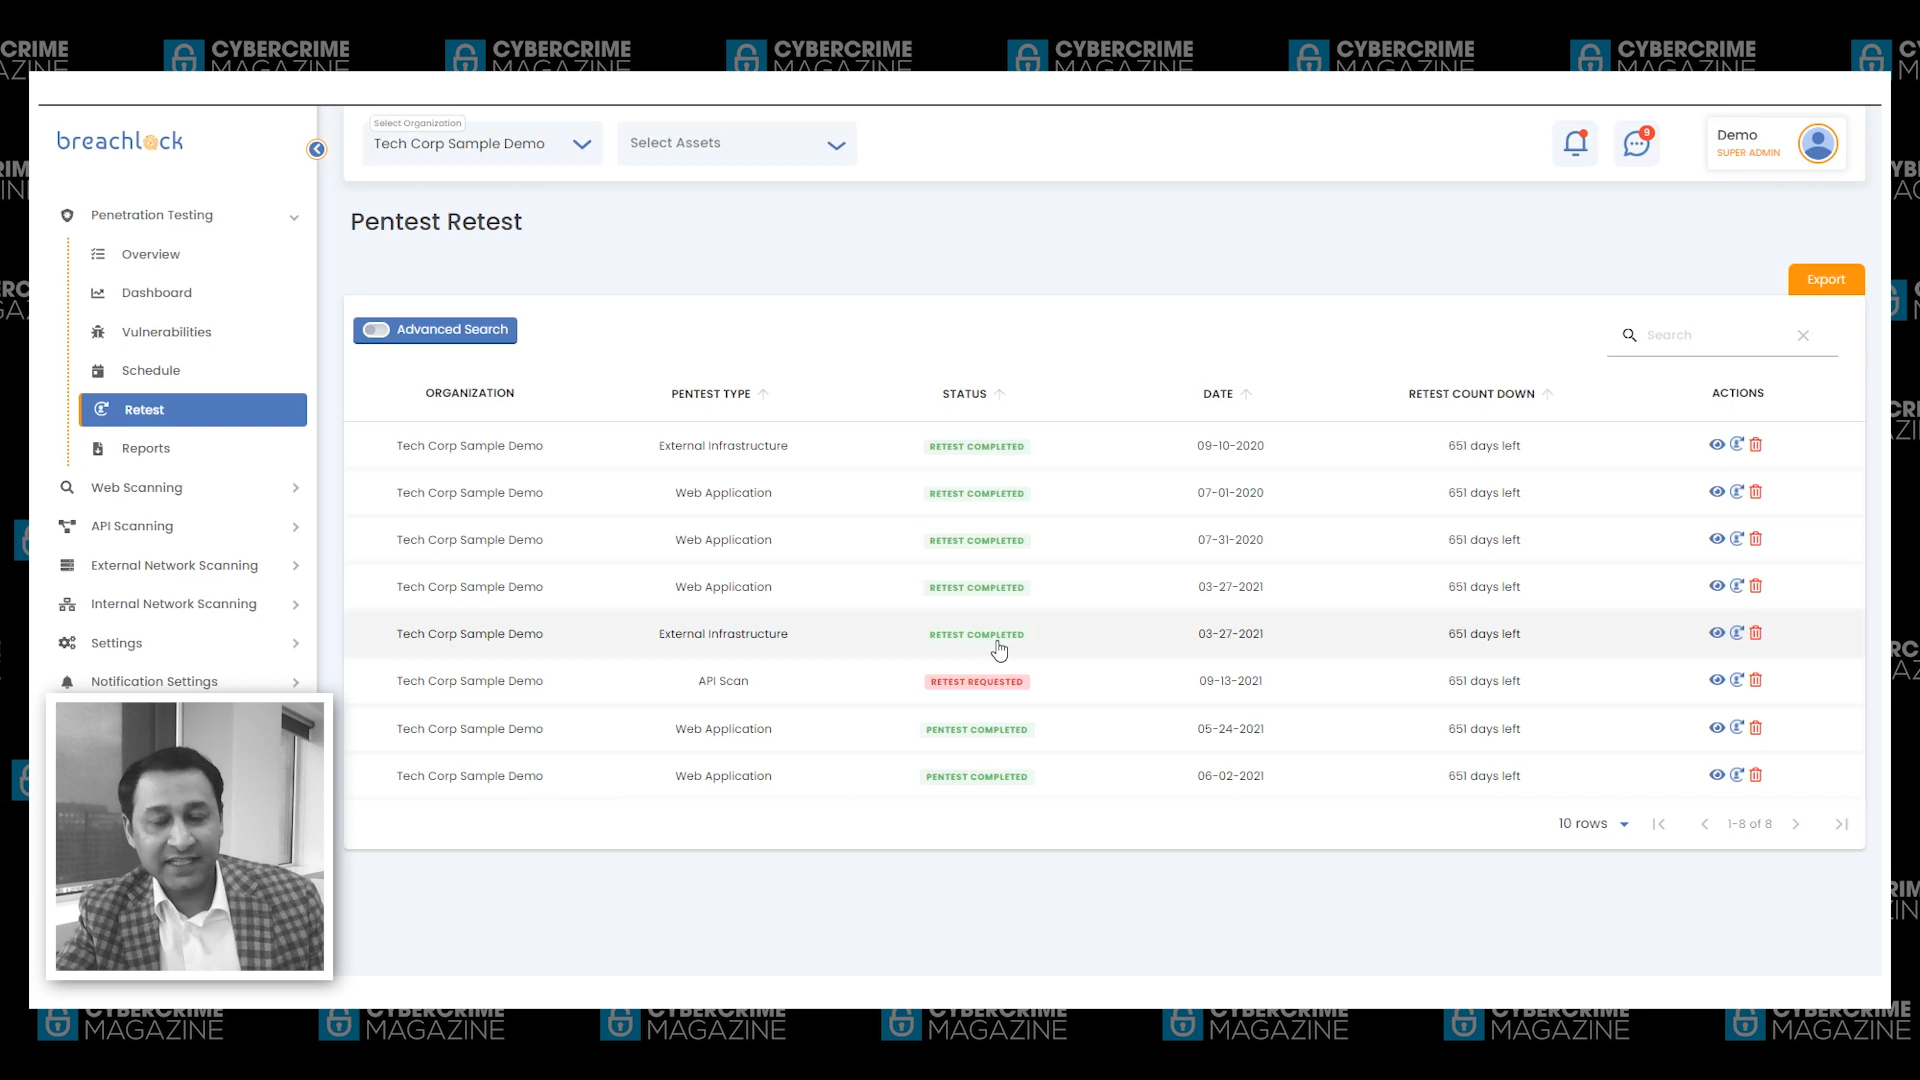 CRIME CYBERCRIME CYBERCRIME CYBERCRIME CYBERCRIME CYBERCRIME CYBERCRIME
MAGAZINE MAGAZINE MAGAZINE MAGAZINE MAGAZINE MAGAZINE
breachlock
Select Organization
Tech Corp Sample Demo
Select Assets
9
Demo
SUPER ADMIN
Penetration Testing
Overview
Dashboard
Vulnerabilities
Schedule
Retest
Reports
Web Scanning
API Scanning
External Network Scanning
Internal Network Scanning
Settings
Notification Settings
Pentest Retest
Export
Advanced Search
Search
ORGANIZATION PENTEST TYPE STATUS DATE RETEST COUNT DOWN ACTIONS
Tech Corp Sample Demo External Infrastructure RETEST COMPLETED 09-10-2020 651 days left
Tech Corp Sample Demo Web Application RETEST COMPLETED 07-01-2020 651 days left
Tech Corp Sample Demo Web Application RETEST COMPLETED 07-31-2020 651 days left
Tech Corp Sample Demo Web Application RETEST COMPLETED 03-27-2021 651 days left
Tech Corp Sample Demo External Infrastructure RETEST COMPLETED 03-27-2021 651 days left
Tech Corp Sample Demo API Scan RETEST REQUESTED 09-13-2021 651 days left
Tech Corp Sample Demo Web Application PENTEST COMPLETED 05-24-2021 651 days left
Tech Corp Sample Demo Web Application PENTEST COMPLETED 06-02-2021 651 days left
10 rows 1-8 of 8
CYBERCRIME CYBERCRIME CYBERCRIME CYBERCRIME CYBERCRIME CYBERCRIME CYBERCRIME
MAGAZINE MAGAZINE MAGAZINE MAGAZINE MAGAZINE MAGAZINE MAGAZINE